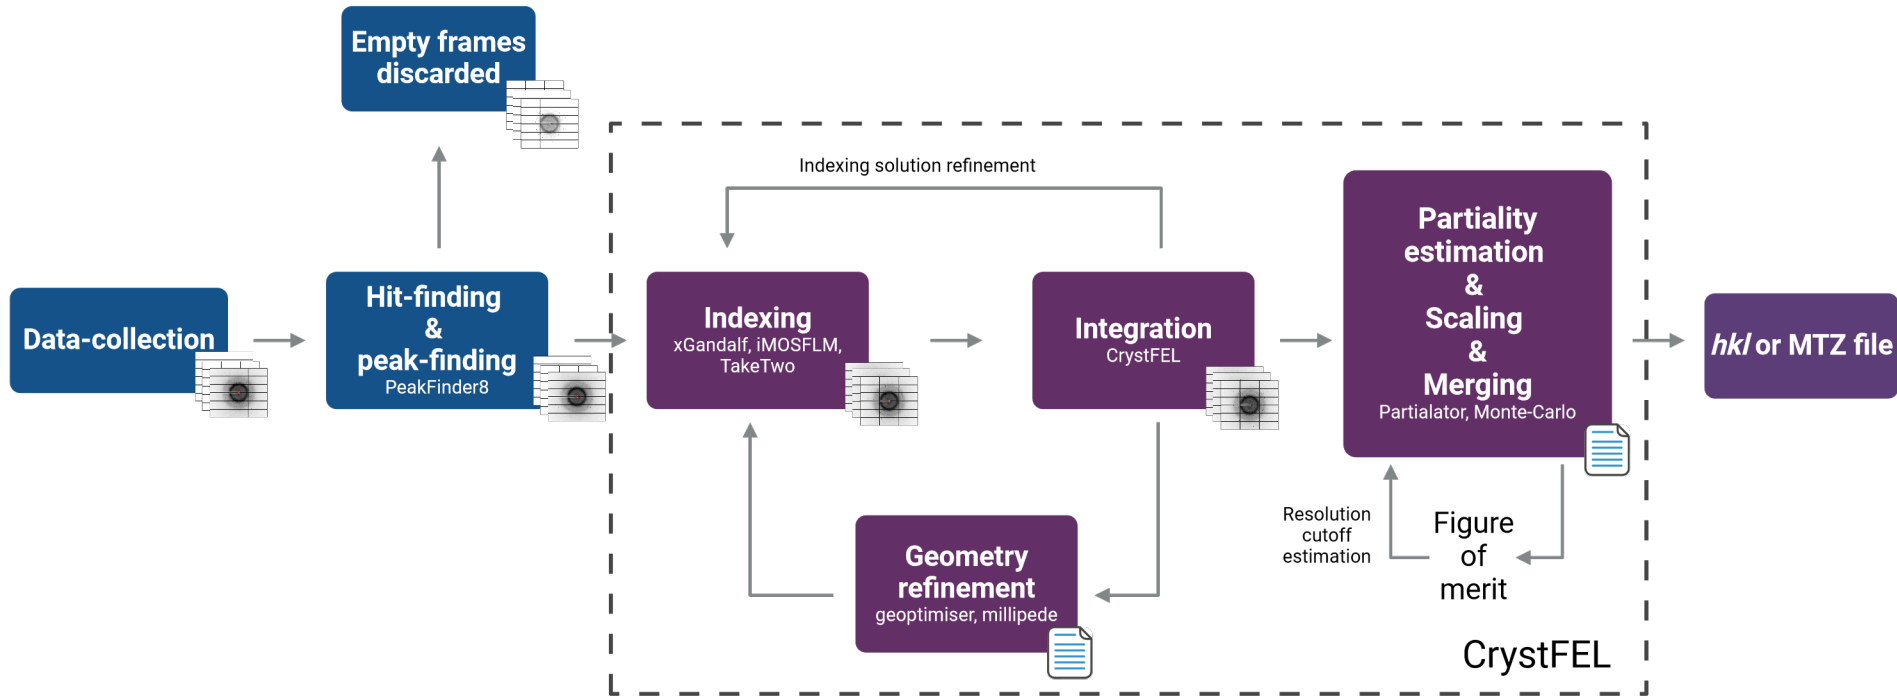 Empty frames
discarded
Indexing solution refinement
Data-collection
Hit-finding
&
peak-finding
PeakFinder8
Indexing
xGandalf, iMOSFLM,
TakeTwo
Integration
CrystFEL
Partiality
estimation
&
Scaling
&
Merging
Partialator, Monte-Carlo
hkl or MTZ file
Geometry
refinement
geoptimiser, millipede
Resolution
cutoff
estimation
Figure
of
merit
CrystFEL